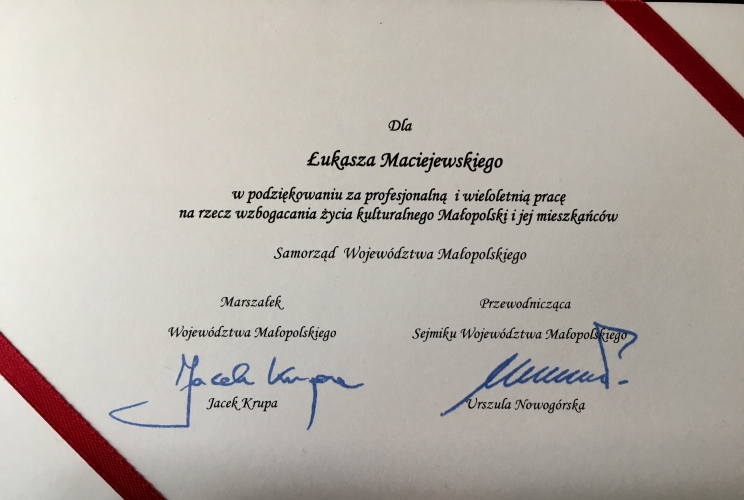 Dla
Łukasza Maciejewskiego
w podziękowaniu za profesjonalną i wieloletnią pracę
na rzecz wzbogacania życia kulturalnego Małopolski i jej mieszkańców
Samorząd Województwa Małopolskiego
Marszałek
Województwa Małopolskiego
Jacek Krupa
Jacek Krupa
Przewodnicząca
Sejmiku Województwa Małopolskiego
Urszula Nowogórska